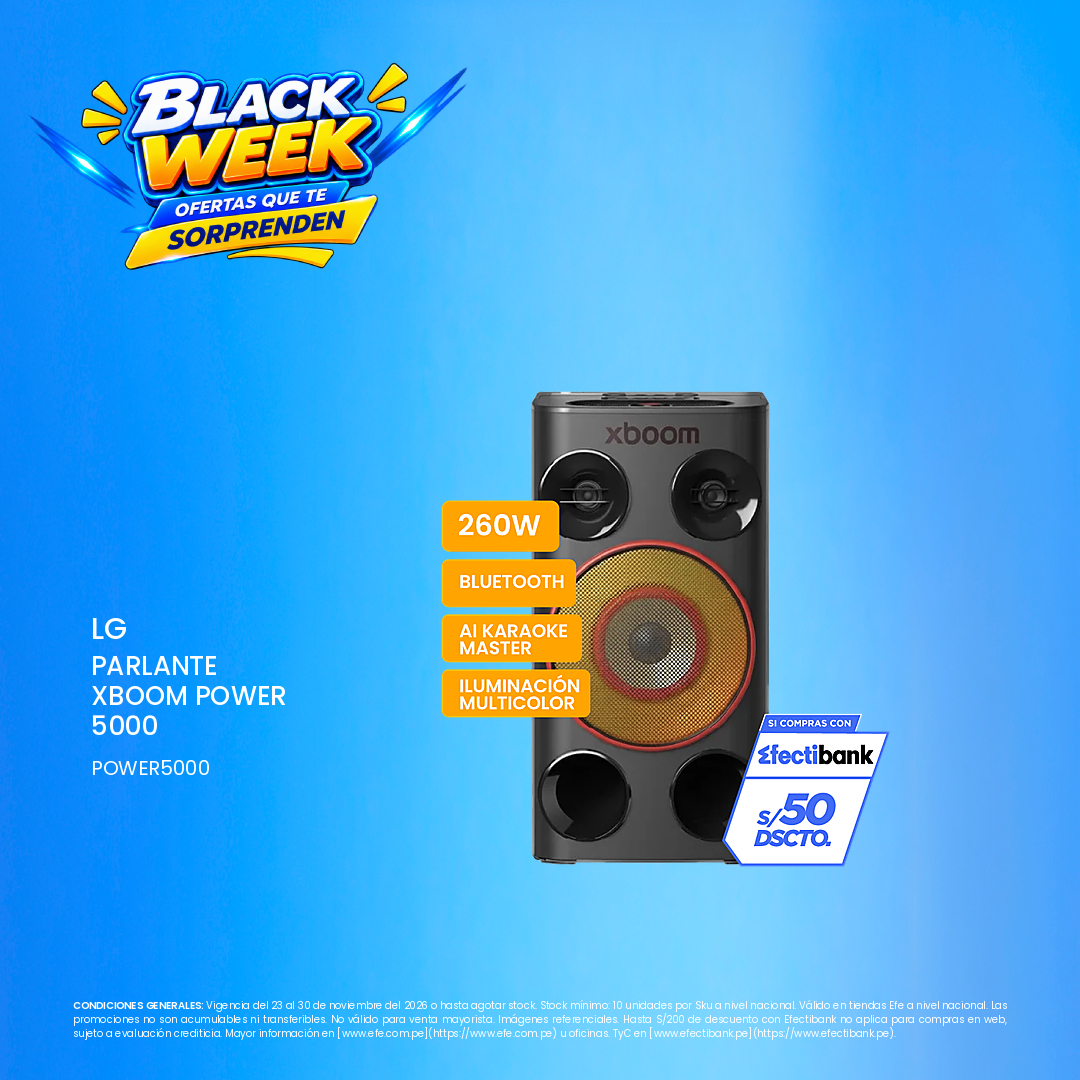 BLACK
WEEK
OFERTAS QUE TE
SORPRENDEN
xboom
260W
BLUETOOTH
AI KARAOKE
MASTER
ILUMINACIÓN
MULTICOLOR
LG
PARLANTE
XBOOM POWER
5000
POWER5000
SI COMPRAS CON
Efectibank
S/50
DSCTO.
CONDICIONES GENERALES: Vigencia del 23 al 30 de noviembre del 2026 o hasta agotar stock. Stock mínimo: 10 unidades por Sku a nivel nacional. Válido en tiendas Efe a nivel nacional. Las
promociones no son acumulables ni transferibles. No válido para venta mayorista. Imágenes referenciales. Hasta S/200 de descuento con Efectibank no aplica para compras en web,
sujeto a evaluación crediticia. Mayor información en [www.efe.com.pe](https://www.efe.com.pe) u oficinas. TyC en [www.efectibank.pe](https://www.efectibank.pe).